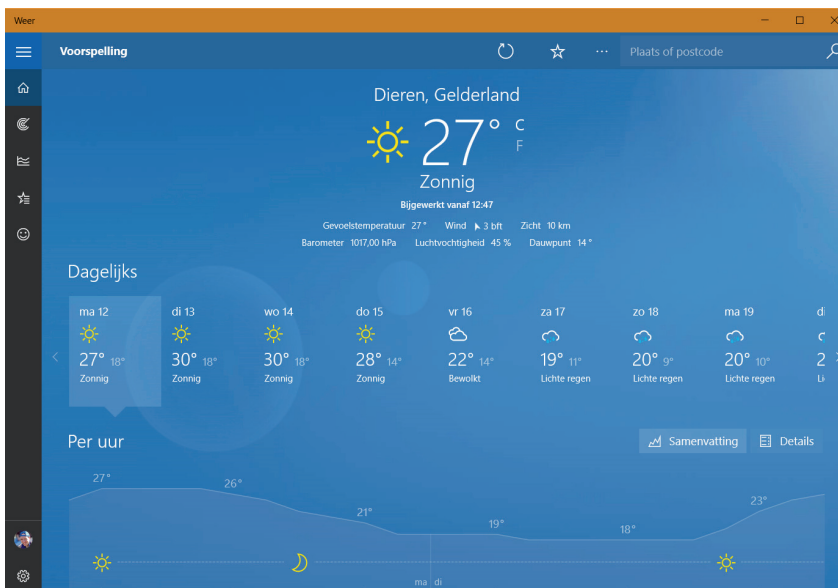 Weer
Voorspelling
Plaats of postcode
Dieren, Gelderland
27° C
F
Zonnig
Bijgewerkt vanaf 12:47
Gevoelstemperatuur 27° Wind 3 bft Zicht 10 km
Barometer 1017,00 hPa Luchtvochtigheid 45 % Dauwpunt 14°
Dagelijks
ma 12 di 13 wo 14 do 15 vr 16 za 17 zo 18 ma 19 di
27° 18° 30° 18° 30° 18° 28° 14° 22° 14° 19° 11° 20° 9° 20° 10° 2
Zonnig Zonnig Zonnig Zonnig Bewolkt Lichte regen Lichte regen Lichte regen Li
Per uur
Samenvatting Details
27° 26° 21° 19° 18° 23°
ma di